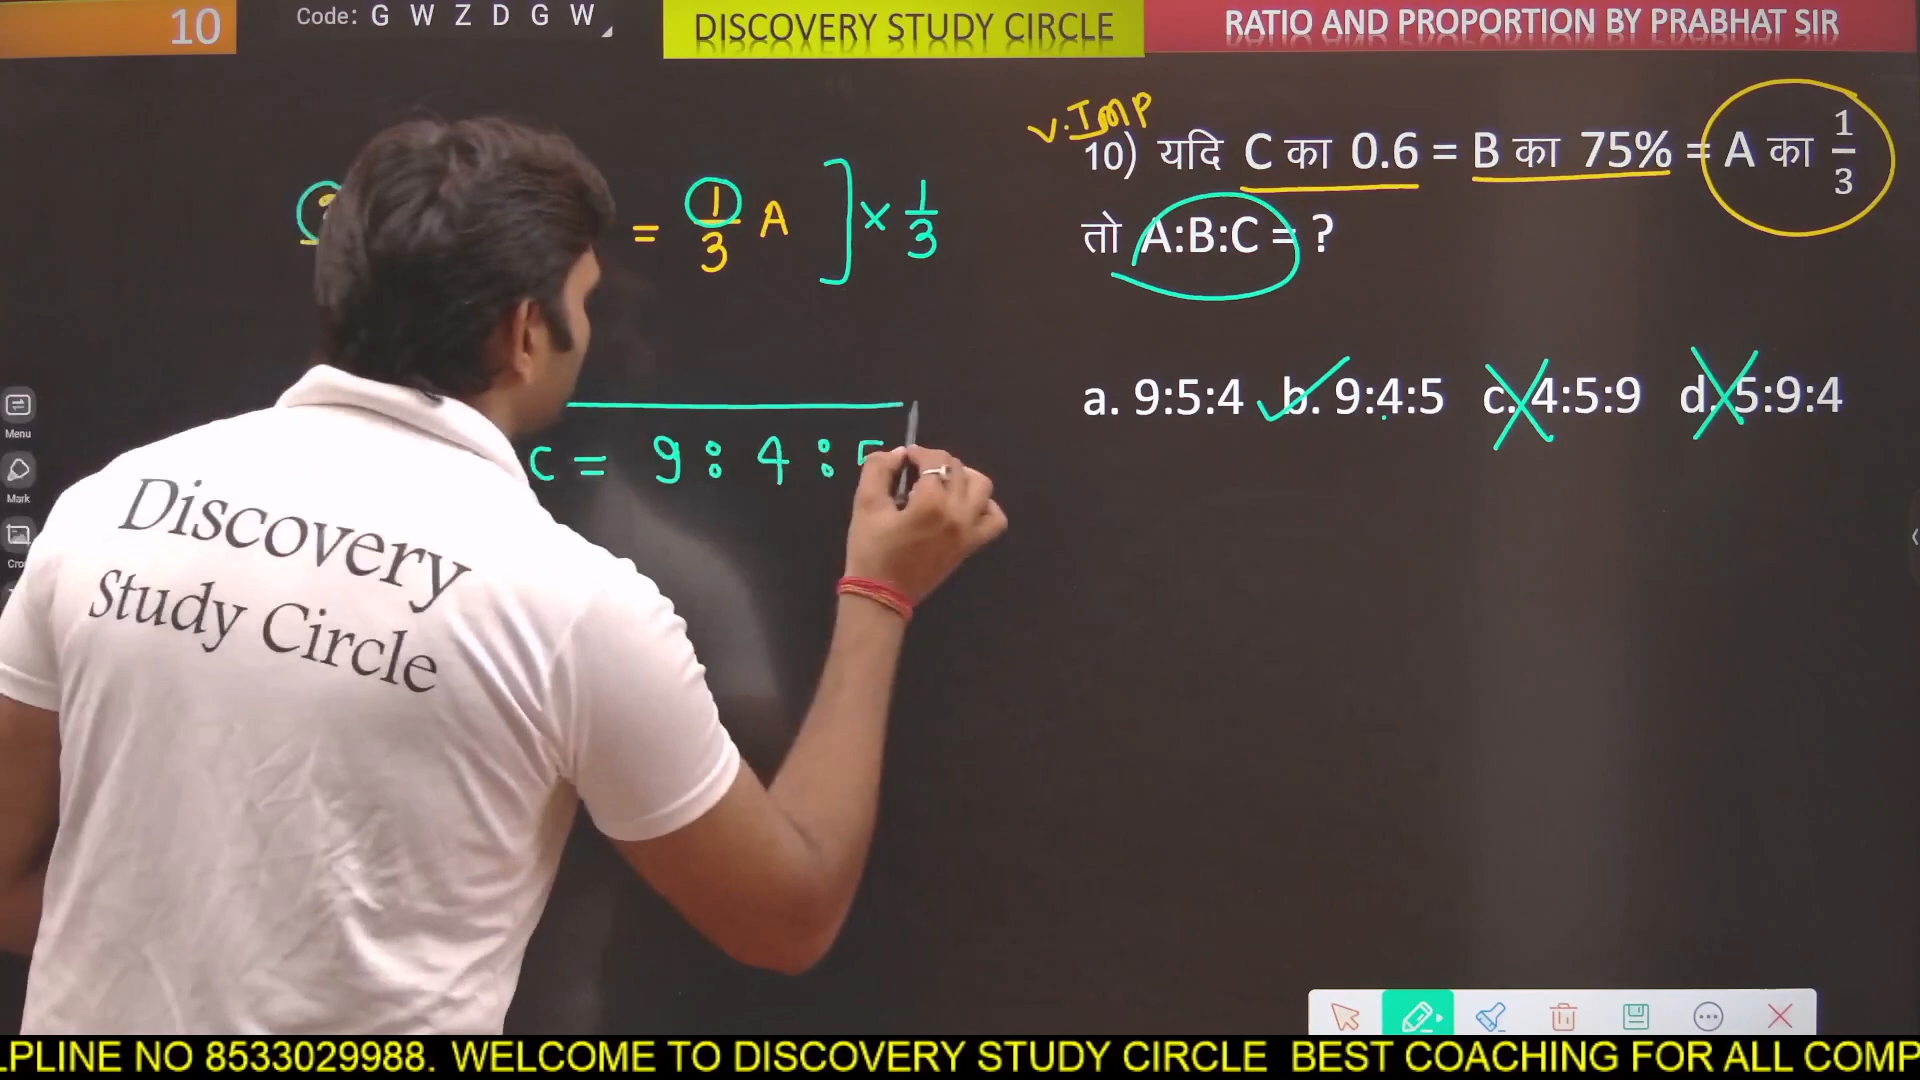 10
Code: G W Z D G W
DISCOVERY STUDY CIRCLE
RATIO AND PROPORTION BY PRABHAT SIR
V. Imp
10) यदि C का 0.6 = B का 75% = A का 1/3
तो A:B:C = ?
= 1/3 A ] × 1/3
a. 9:5:4 b. 9:4:5 c. 4:5:9 d. 5:9:4
C = 9 : 4 : 5
Menu
Mark
Discovery
Study Circle
LPLINE NO 8533029988. WELCOME TO DISCOVERY STUDY CIRCLE BEST COACHING FOR ALL COMP